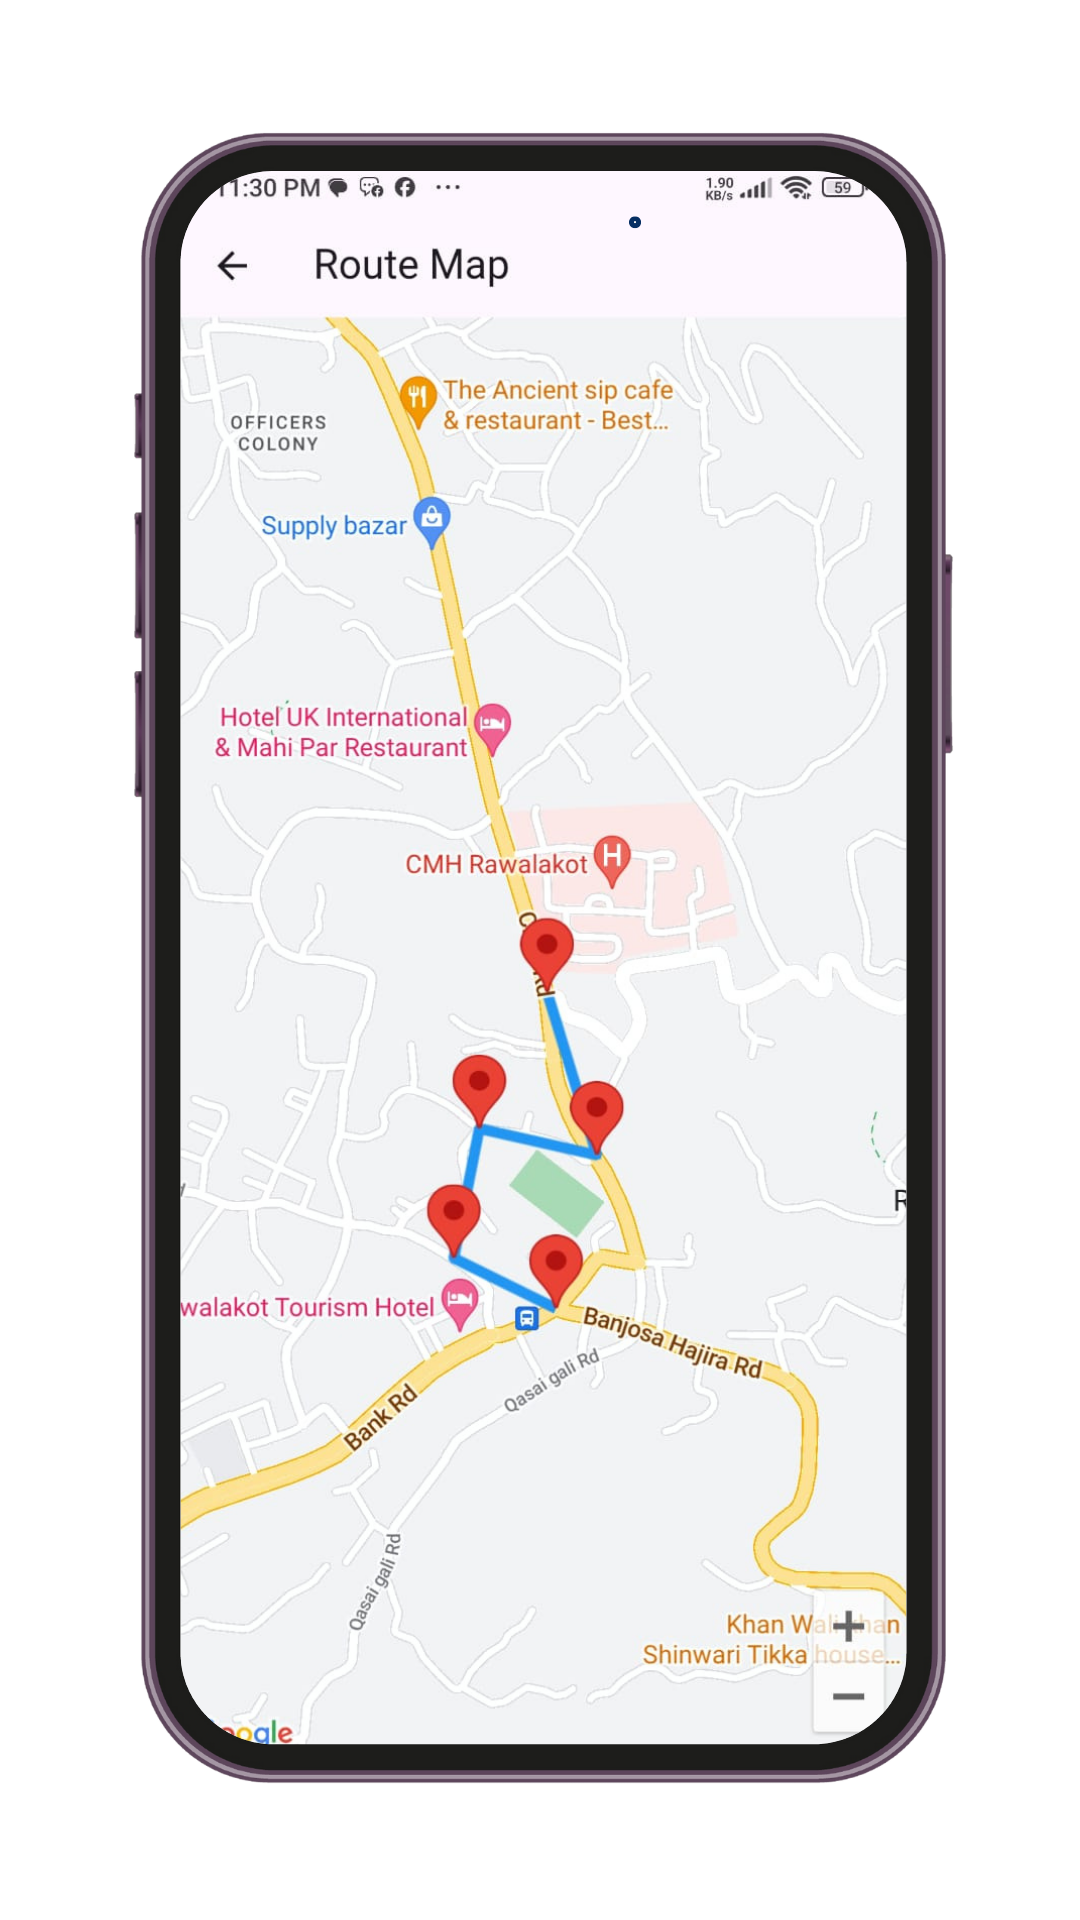 11:30 PM
1.90
KB/s
59
Route Map
The Ancient sip cafe
& restaurant - Best...
OFFICERS
COLONY
Supply bazar
Hotel UK International
& Mahi Par Restaurant
CMH Rawalakot
H
Rd
R
walakot Tourism Hotel
Banjosa Hajira Rd
Qasai gali Rd
Bank Rd
Qasai gali Rd
Khan Wali khan
Shinwari Tikka house...
+
−
oogle